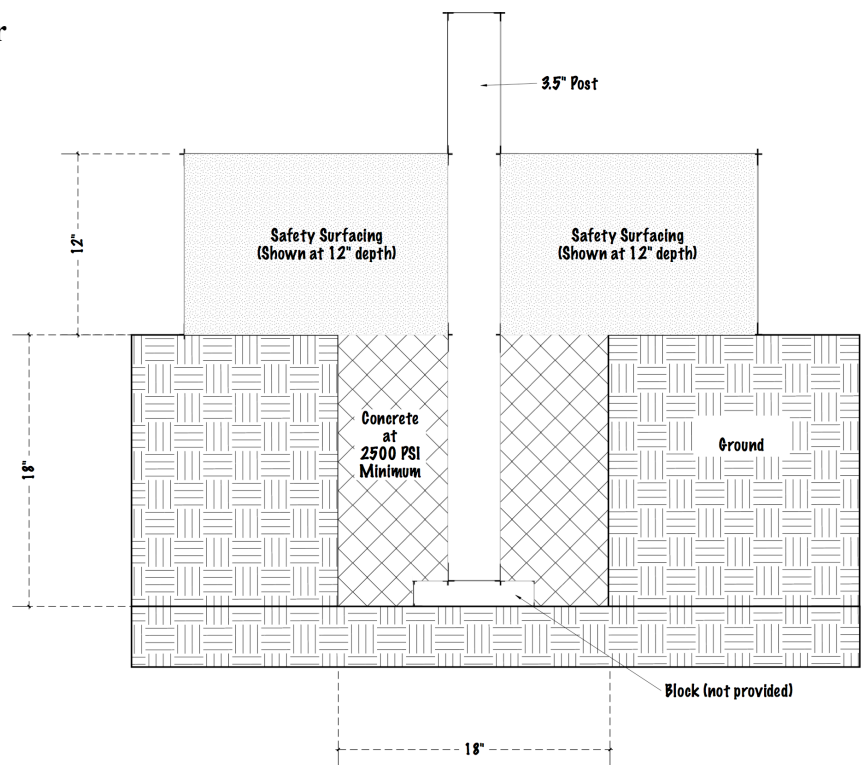 r
3.5" Post
12"
Safety Surfacing
(Shown at 12" depth)
Safety Surfacing
(Shown at 12" depth)
18"
Concrete
at
2500 PSI
Minimum
Ground
Block (not provided)
18"